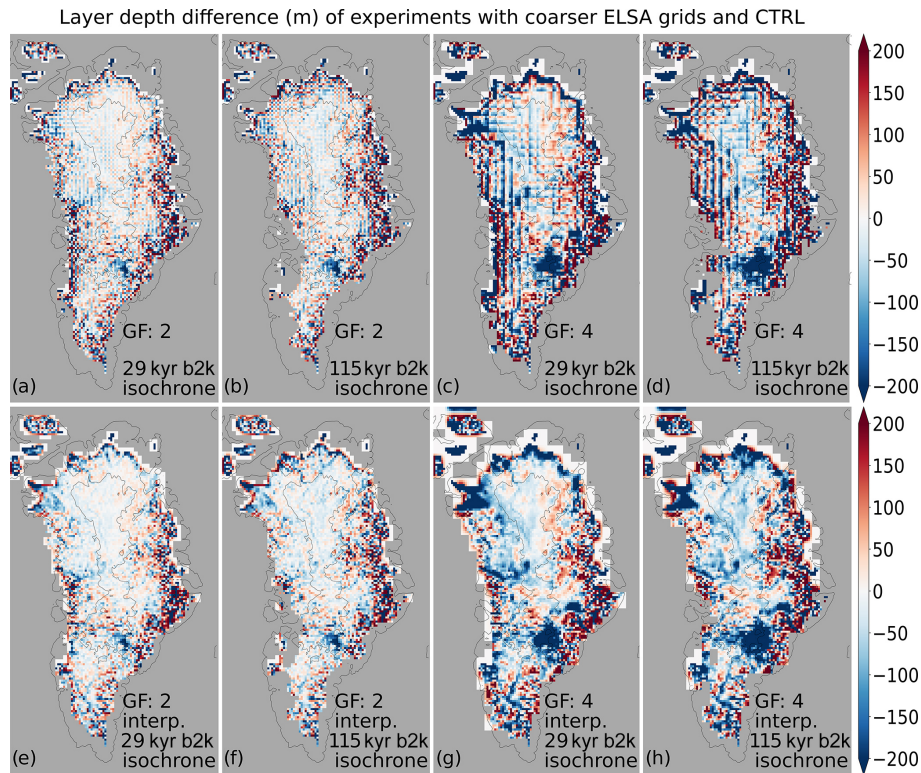 Layer depth difference (m) of experiments with coarser ELSA grids and CTRL
GF: 2
29 kyr b2k
(a) isochrone
GF: 2
115 kyr b2k
(b) isochrone
GF: 4
29 kyr b2k
(c) isochrone
GF: 4
115 kyr b2k
(d) isochrone
200
150
100
50
0
−50
−100
−150
−200
GF: 2
interp.
29 kyr b2k
(e) isochrone
GF: 2
interp.
115 kyr b2k
(f) isochrone
GF: 4
interp.
29 kyr b2k
(g) isochrone
GF: 4
interp.
115 kyr b2k
(h) isochrone
200
150
100
50
0
−50
−100
−150
−200